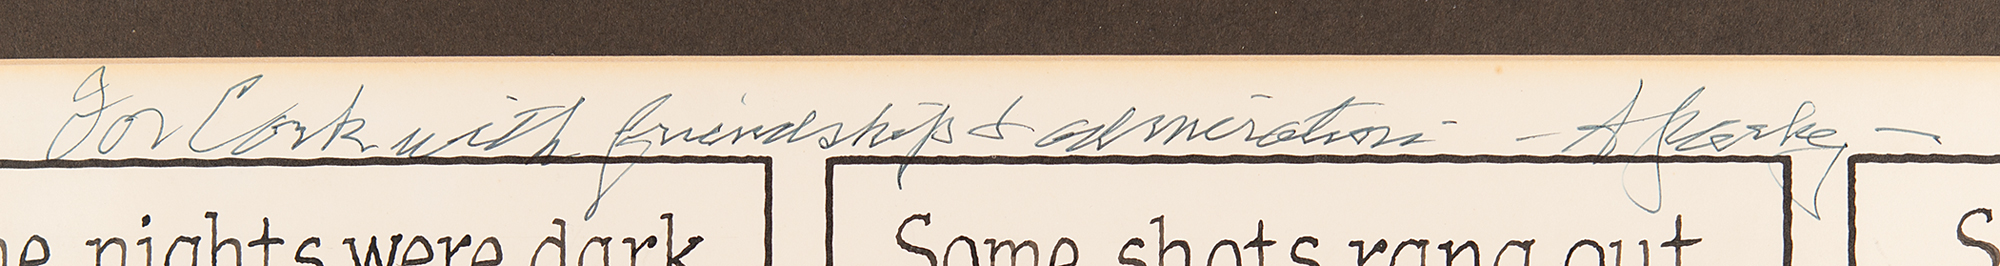 For Cork with friendship & admiration –
he nights were dark
Some shots rang out
S